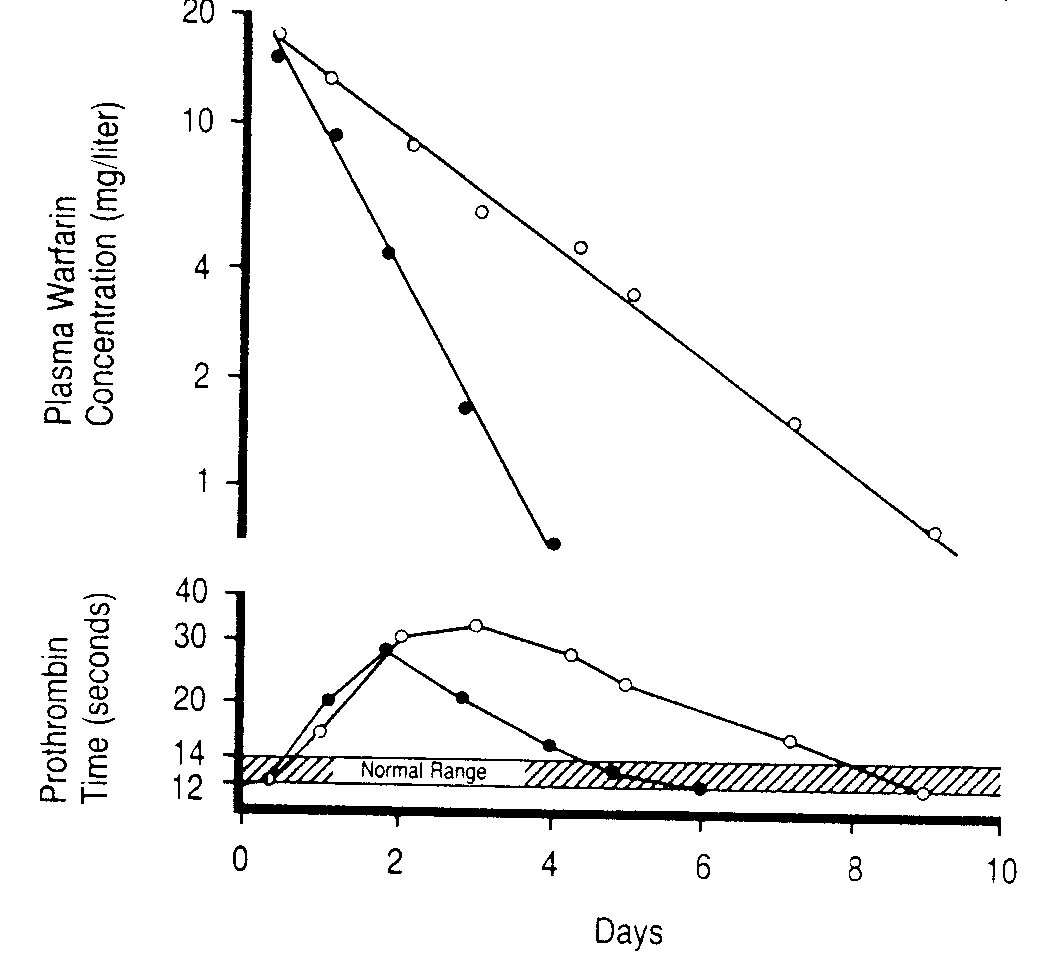 20
10
4
2
1
Plasma Warfarin
Concentration (mg/liter)
40
30
20
14
12
Prothrombin
Time (seconds)
Normal Range
0 2 4 6 8 10
Days